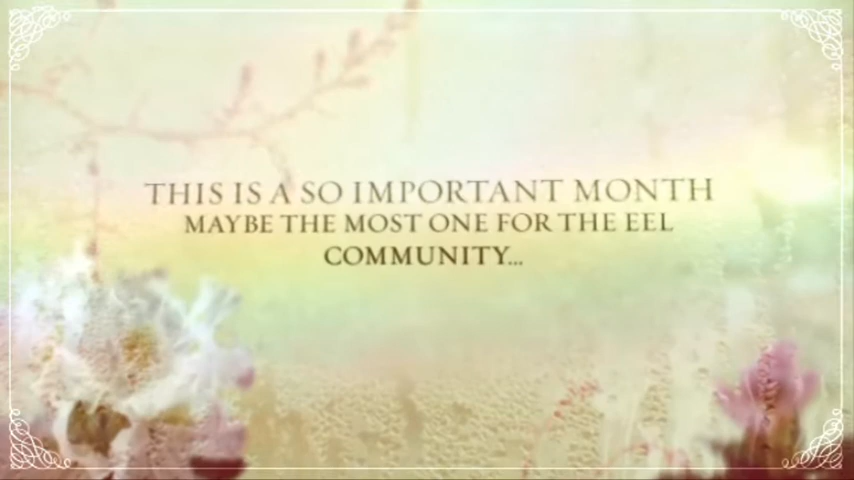 THIS IS A SO IMPORTANT MONTH
MAYBE THE MOST ONE FOR THE EEL
COMMUNITY...